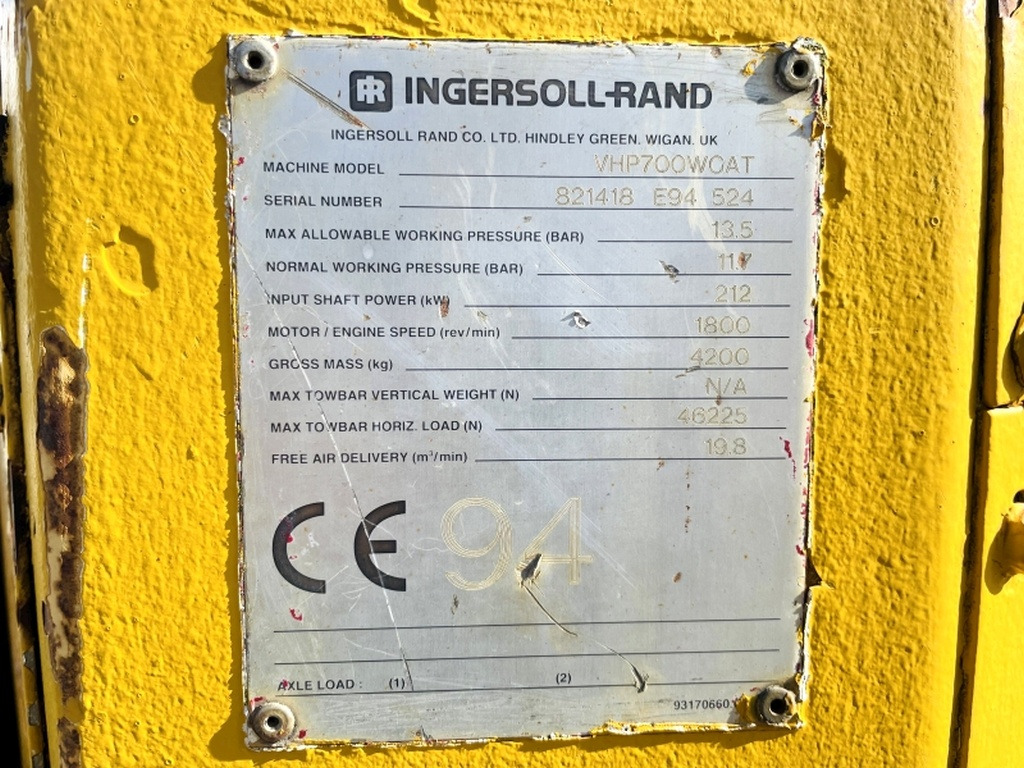 IR INGERSOLL-RAND
INGERSOLL RAND CO. LTD. HINDLEY GREEN. WIGAN. UK
MACHINE MODEL VHP700WCAT
SERIAL NUMBER 821418 E94 524
MAX ALLOWABLE WORKING PRESSURE (BAR) 13.5
NORMAL WORKING PRESSURE (BAR) 11.7
INPUT SHAFT POWER (kW) 212
MOTOR / ENGINE SPEED (rev/min) 1800
GROSS MASS (kg) 4200
MAX TOWBAR VERTICAL WEIGHT (N) N/A
MAX TOWBAR HORIZ. LOAD (N) 46225
FREE AIR DELIVERY (m³/min) 19.8
CE 94
AXLE LOAD : (1) (2)
93170660